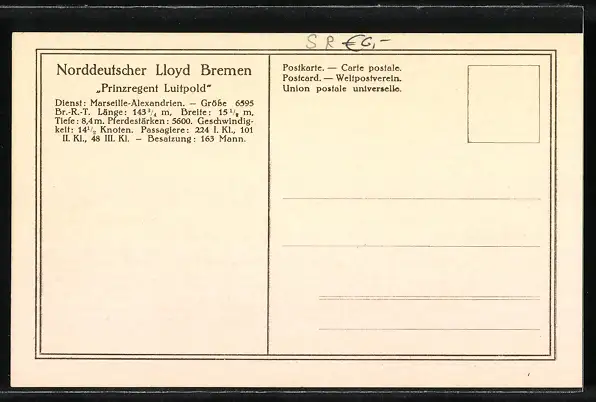 S R €6,-
Norddeutscher Lloyd Bremen
„Prinzregent Luitpold“
Dienst: Marseille-Alexandrien. — Größe 6595
Br.-R.-T. Länge: 143³/₄ m, Breite: 15¹/₂ m,
Tiefe: 8,4 m. Pferdestärken: 5600. Geschwindig-
keit: 14¹/₂ Knoten. Passagiere: 224 I. Kl., 101
II. Kl., 48 III. Kl. — Besatzung: 163 Mann.
Postkarte. — Carte postale.
Postcard. — Weltpostverein.
Union postale universelle.